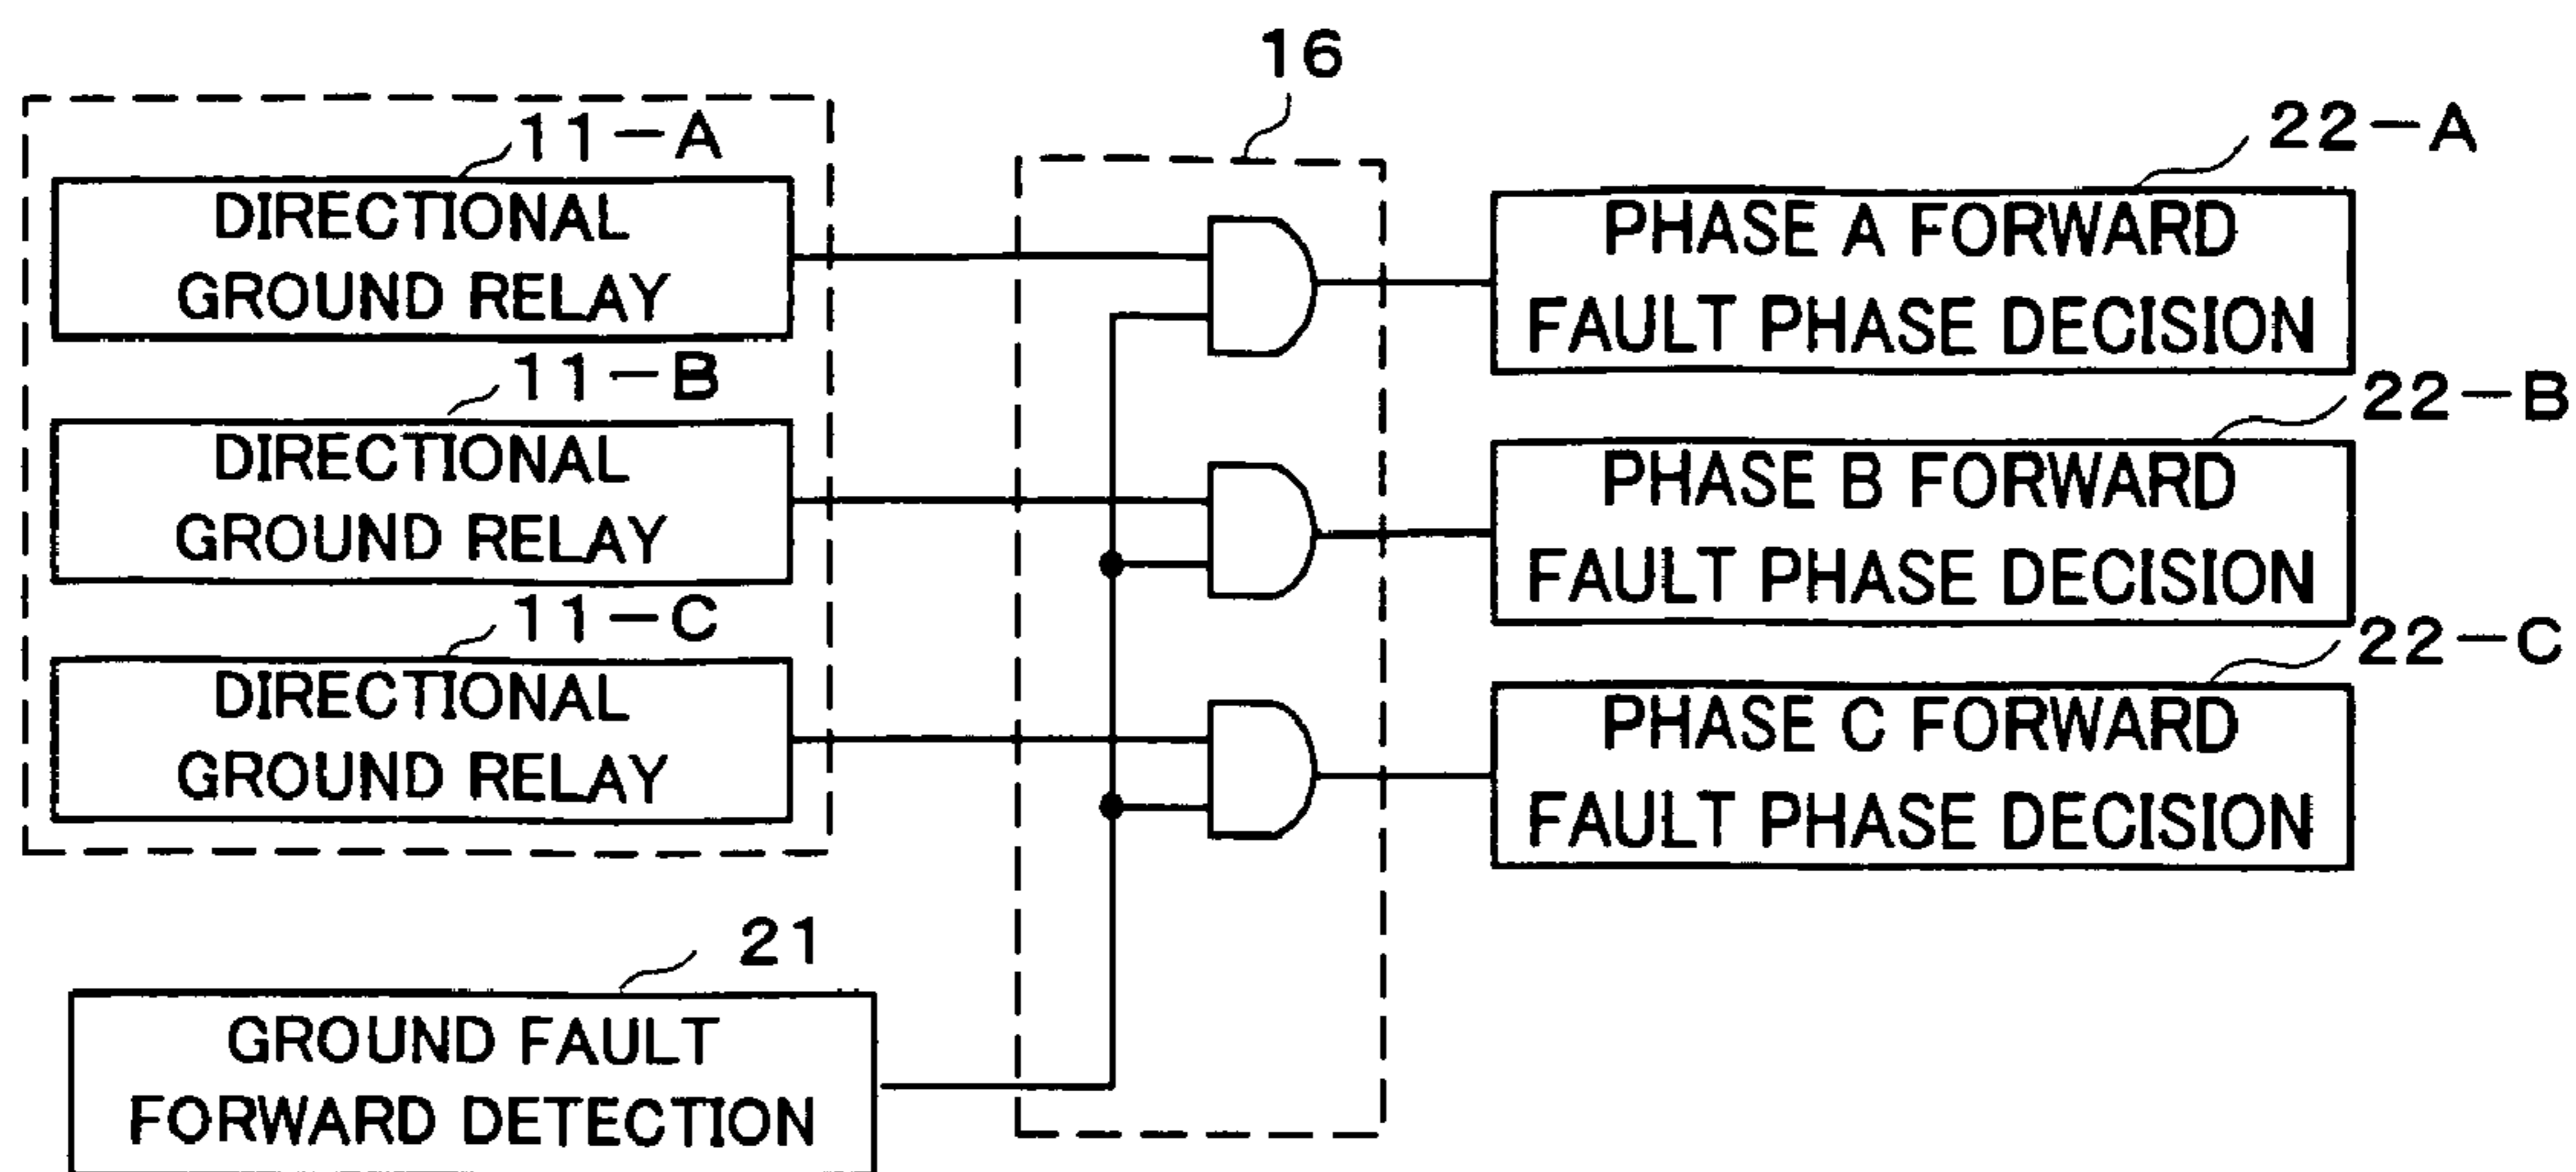 16
11-A
DIRECTIONAL
GROUND RELAY
22-A
PHASE A FORWARD
FAULT PHASE DECISION
11-B
DIRECTIONAL
GROUND RELAY
22-B
PHASE B FORWARD
FAULT PHASE DECISION
11-C
DIRECTIONAL
GROUND RELAY
22-C
PHASE C FORWARD
FAULT PHASE DECISION
21
GROUND FAULT
FORWARD DETECTION